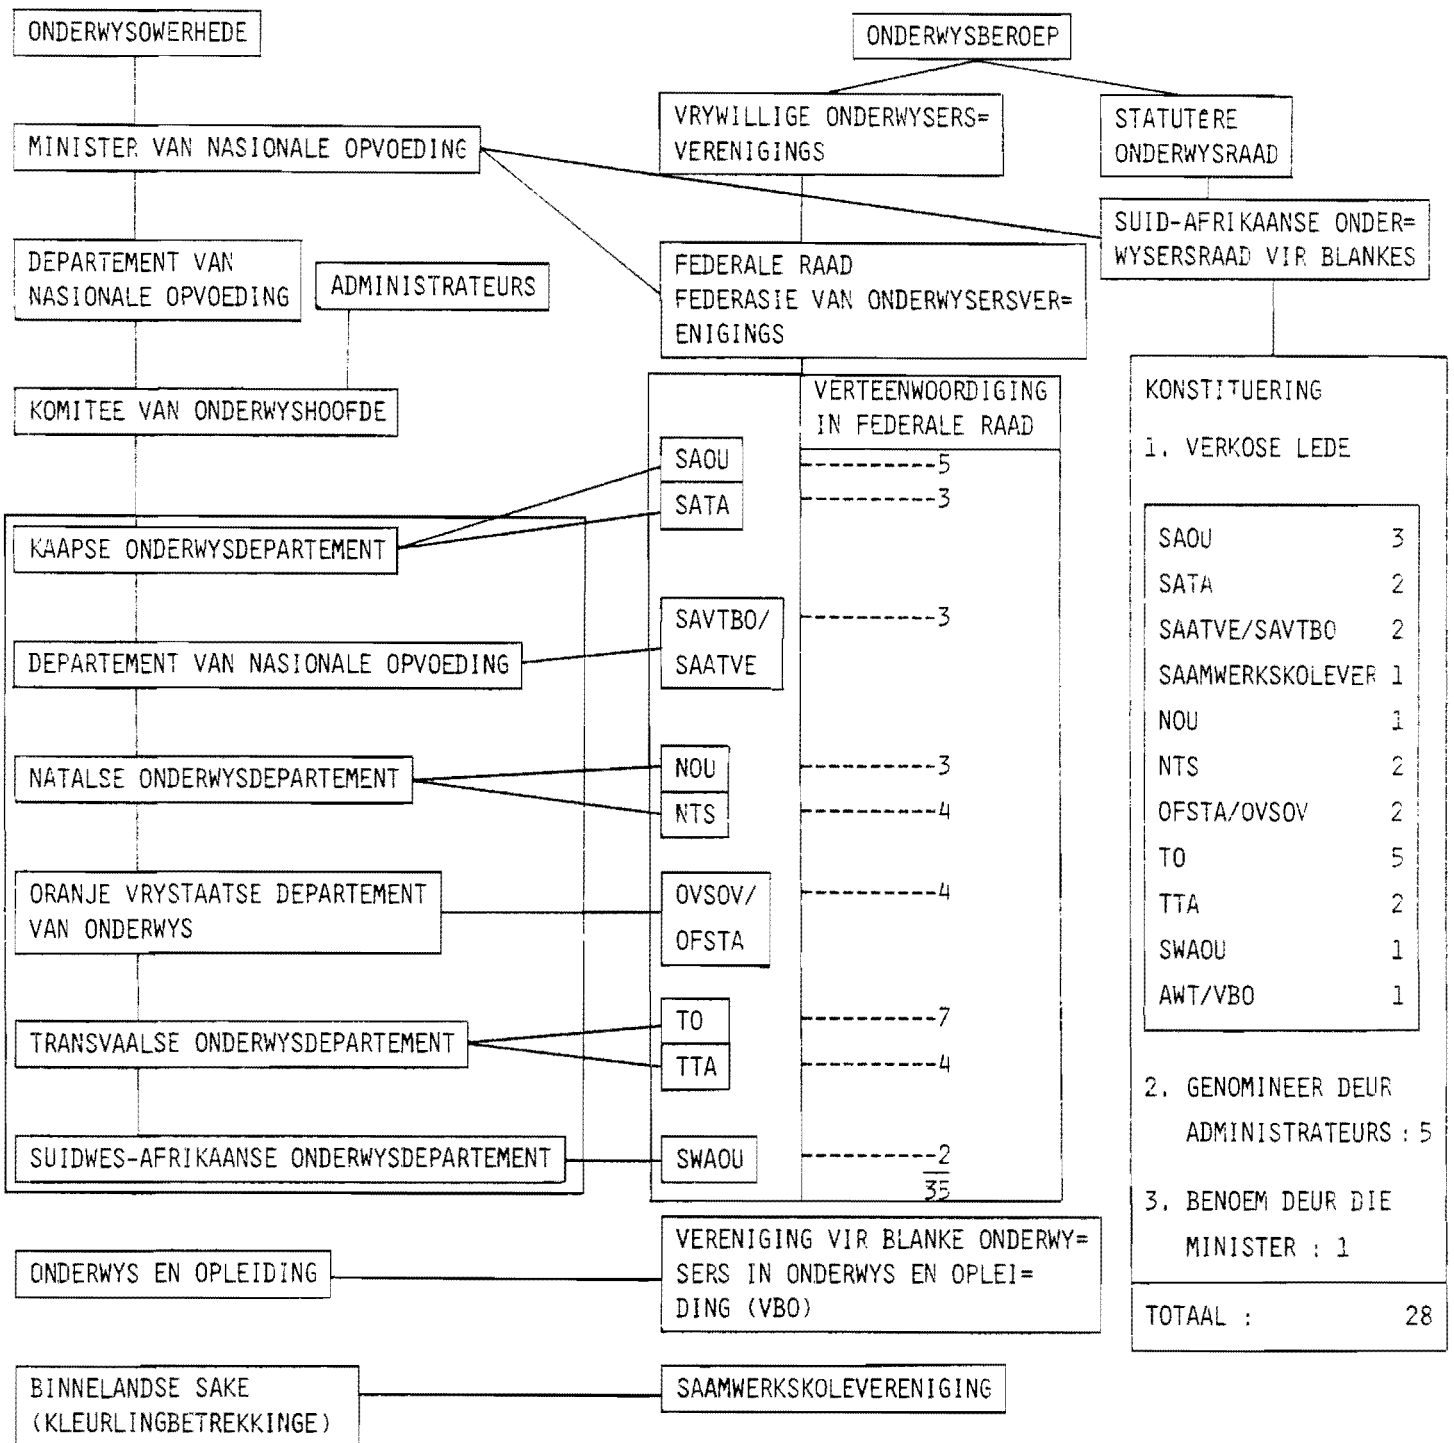 ONDERWYSOWERHEDE
MINISTER VAN NASIONALE OPVOEDING
DEPARTEMENT VAN
NASIONALE OPVOEDING
ADMINISTRATEURS
KOMITEE VAN ONDERWYSHOOFDE
KAAPSE ONDERWYSDEPARTEMENT
DEPARTEMENT VAN NASIONALE OPVOEDING
NATALSE ONDERWYSDEPARTEMENT
ORANJE VRYSTAATSE DEPARTEMENT
VAN ONDERWYS
TRANSVAALSE ONDERWYSDEPARTEMENT
SUIDWES-AFRIKAANSE ONDERWYSDEPARTEMENT
ONDERWYS EN OPLEIDING
BINNELANDSE SAKE
(KLEURLINGBETREKKINGE)
ONDERWYSBEROEP
VRYWILLIGE ONDERWYSERS=
VERENIGINGS
FEDERALE RAAD
FEDERASIE VAN ONDERWYSERSVER=
ENIGINGS
VERTEENWOORDIGING
IN FEDERALE RAAD
SAOU ---------5
SATA ---------3
SAVTBO/ ---------3
SAATVE
NOU ---------3
NTS ---------4
OVSOV/ ---------4
OFSTA
TO ---------7
TTA ---------4
SWAOU ---------2
35
VERENIGING VIR BLANKE ONDERWY=
SERS IN ONDERWYS EN OPLEI=
DING (VBO)
SAAMWERKSKOLEVERENIGING
STATUTÊRE
ONDERWYSRAAD
SUID-AFRIKAANSE ONDER=
WYSERSRAAD VIR BLANKES
KONSTITUERING
1. VERKOSE LEDE
SAOU 3
SATA 2
SAATVE/SAVTBO 2
SAAMWERKSKOLEVER 1
NOU 1
NTS 2
OFSTA/OVSOV 2
TO 5
TTA 2
SWAOU 1
AWT/VBO 1
2. GENOMINEER DEUR
ADMINISTRATEURS : 5
3. BENOEM DEUR DIE
MINISTER : 1
TOTAAL : 28